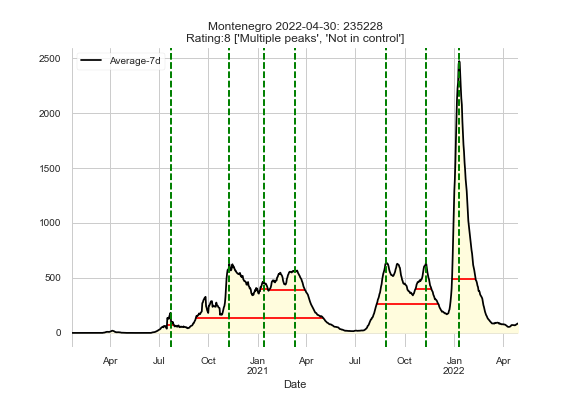 Montenegro 2022-04-30: 235228
Rating:8 ['Multiple peaks', 'Not in control']
Average-7d
2500
2000
1500
1000
500
0
Apr Jul Oct Jan Apr Jul Oct Jan Apr
2021 2022
Date